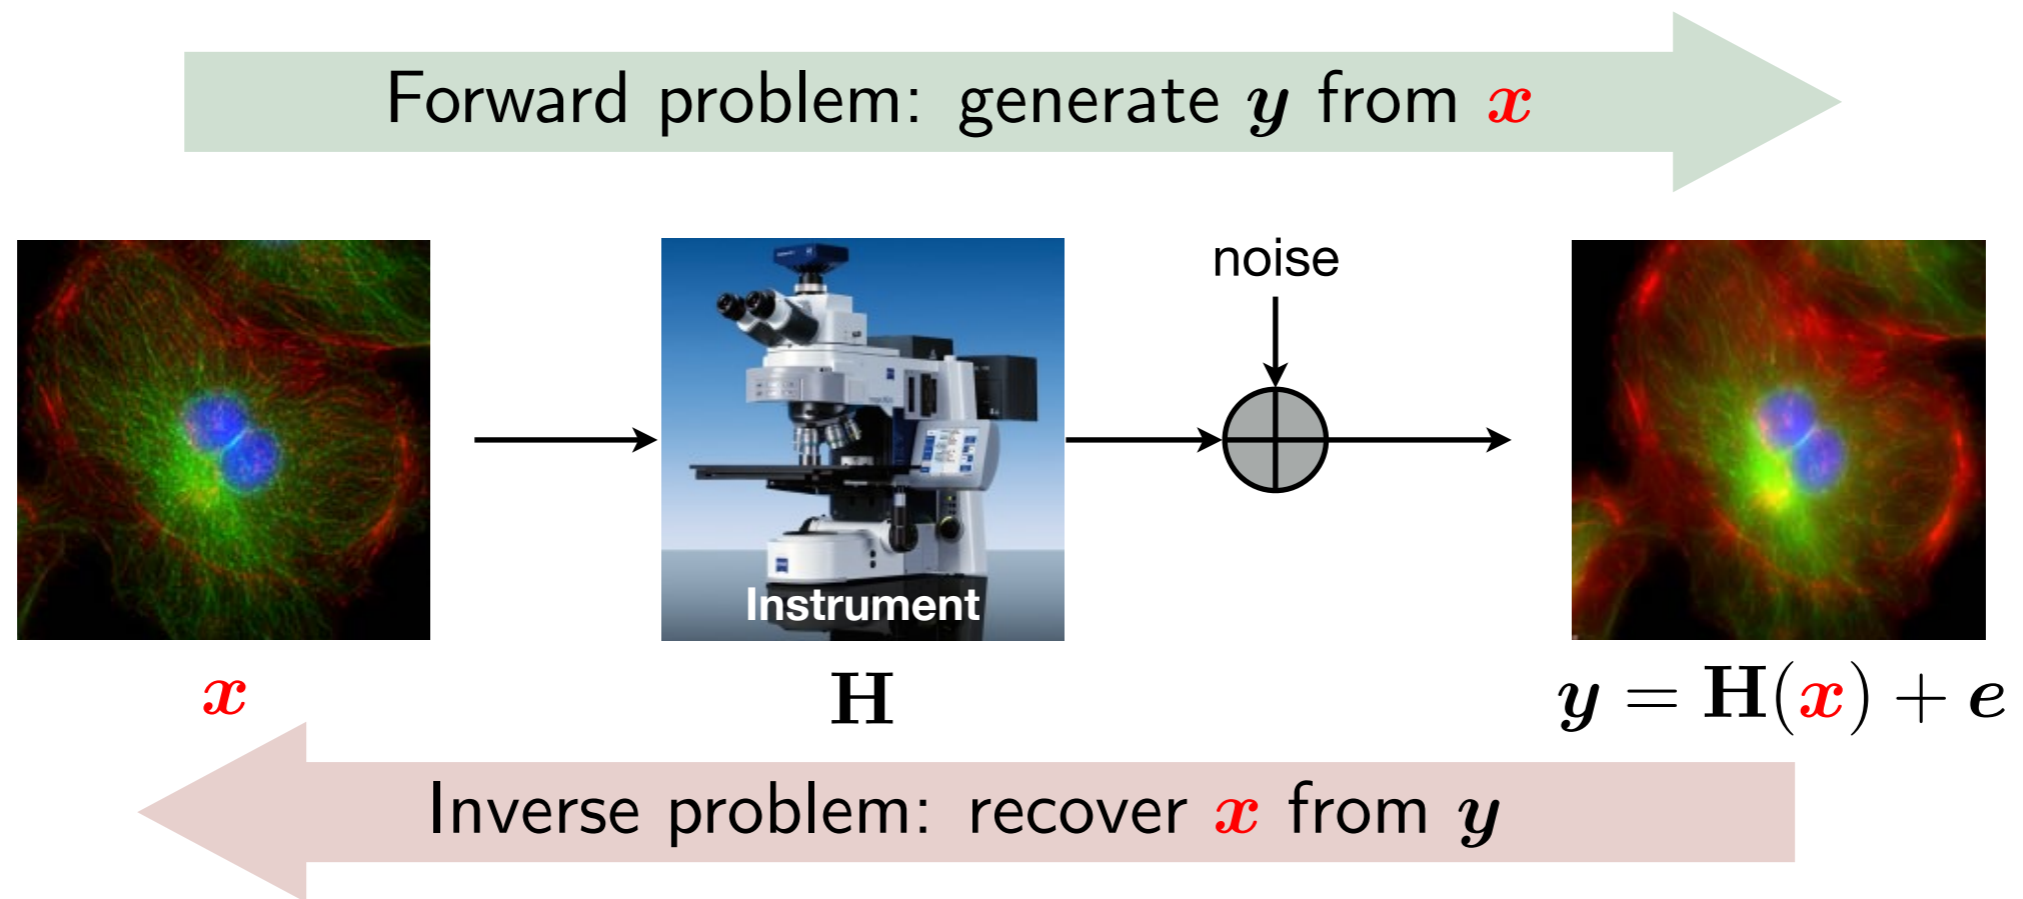 Forward problem: generate y from x
noise
Instrument
x
H
y = H(x) + e
Inverse problem: recover x from y